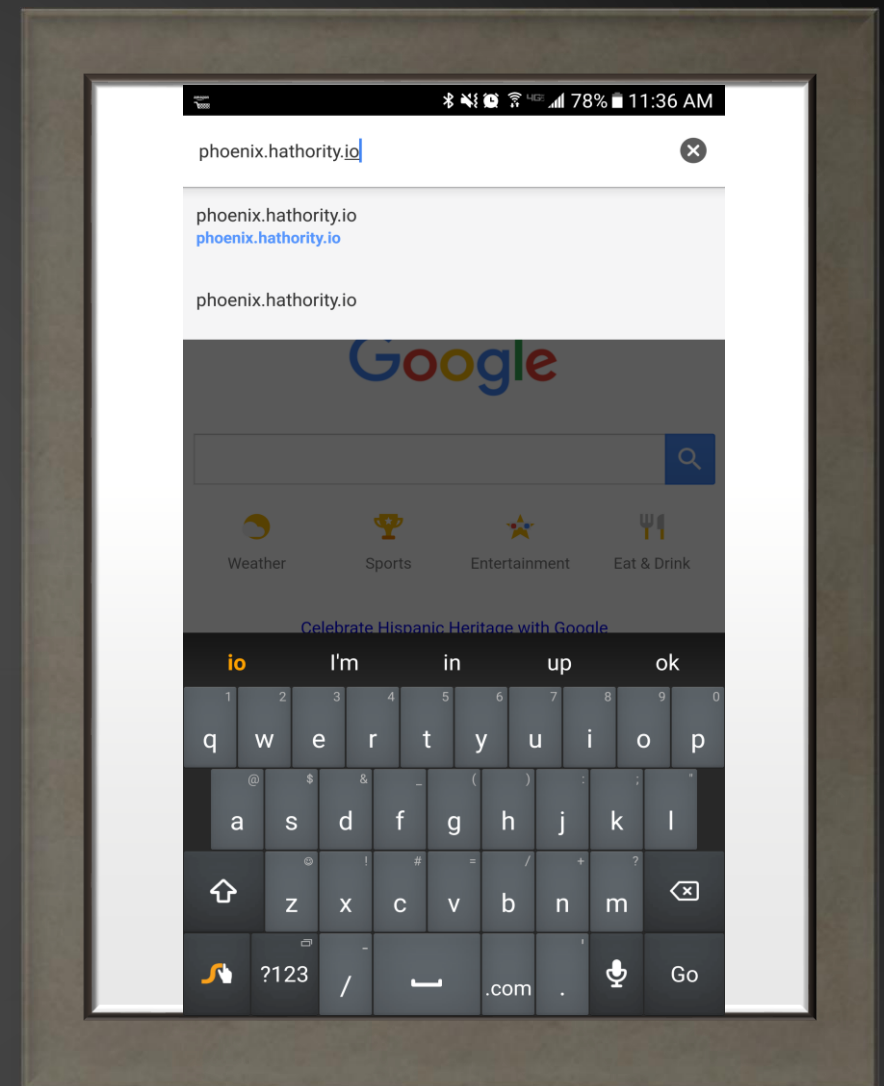 4GE 78% 11:36 AM
phoenix.hathority.io
phoenix.hathority.io
phoenix.hathority.io
phoenix.hathority.io
Google
Weather Sports Entertainment Eat & Drink
Celebrate Hispanic Heritage with Google
io I'm in up ok
1 2 3 4 5 6 7 8 9 0
q w e r t y u i o p
@ $ & _ ( ) : ; "
a s d f g h j k l
☺ ! # = / + ?
z x c v b n m
- '
?123 / .com . Go